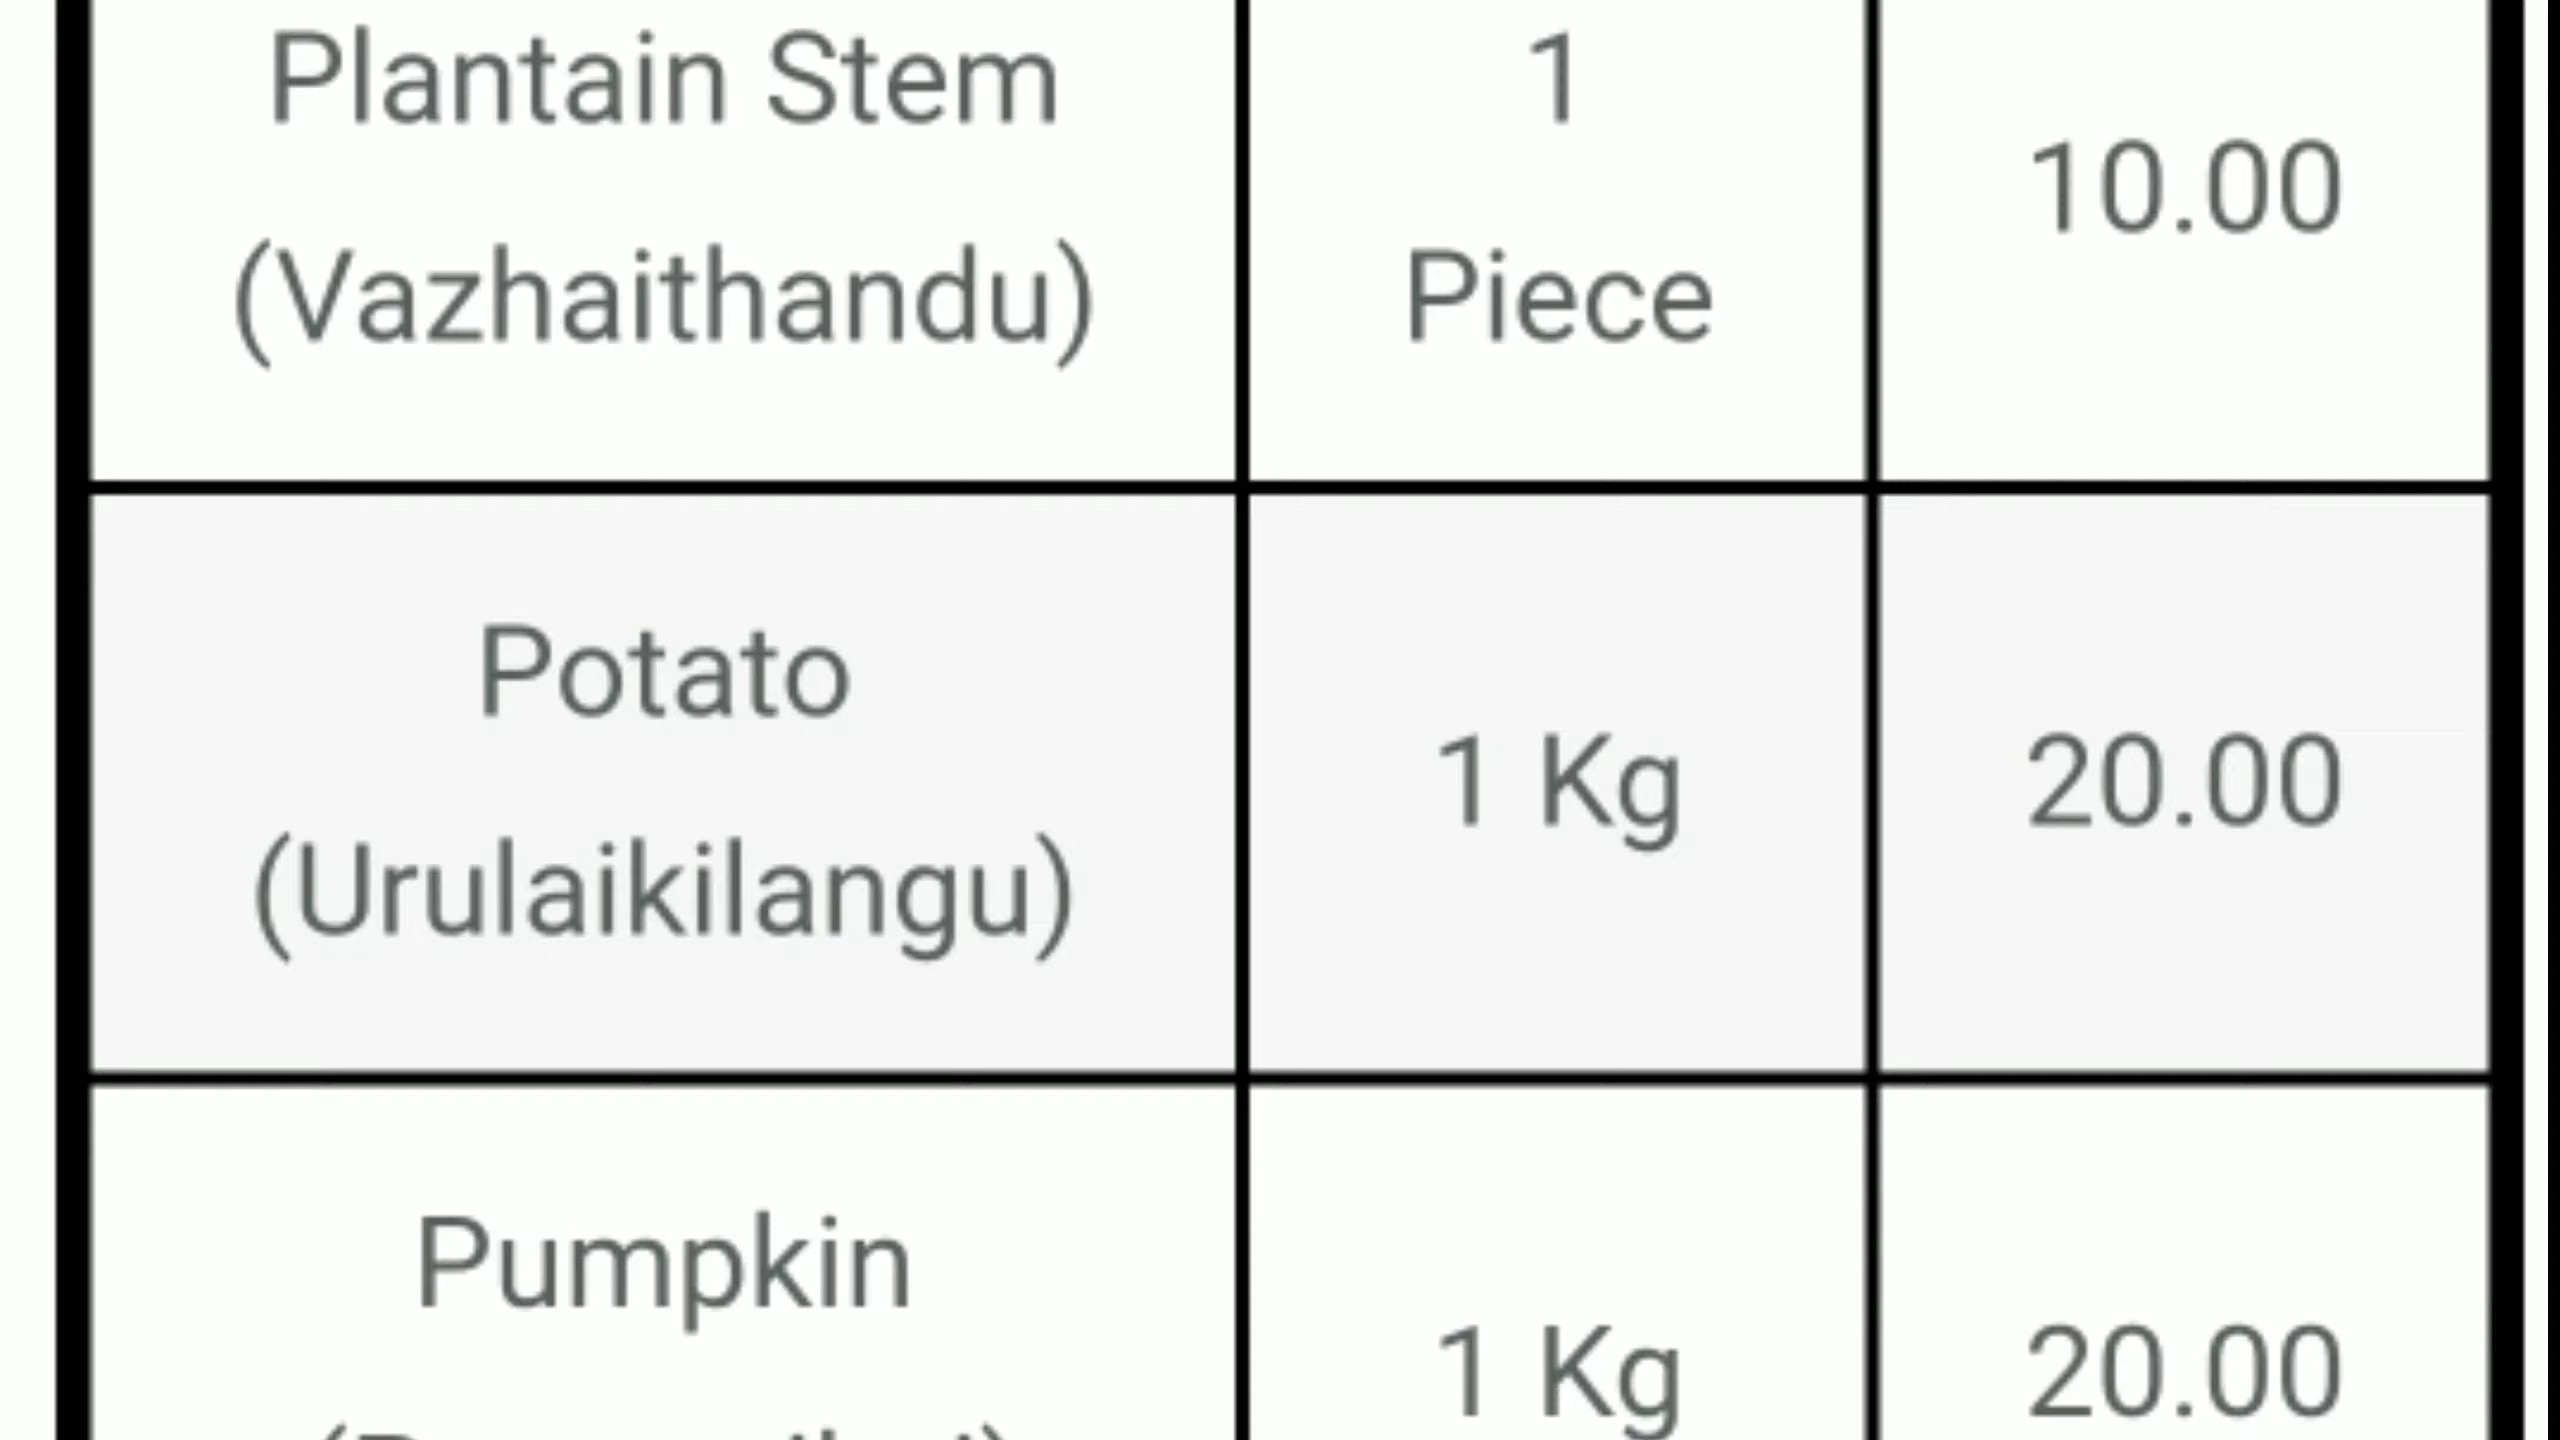 Plantain Stem
(Vazhaithandu)
1
Piece
10.00
Potato
(Urulaikilangu)
1 Kg
20.00
Pumpkin
1 Kg
20.00